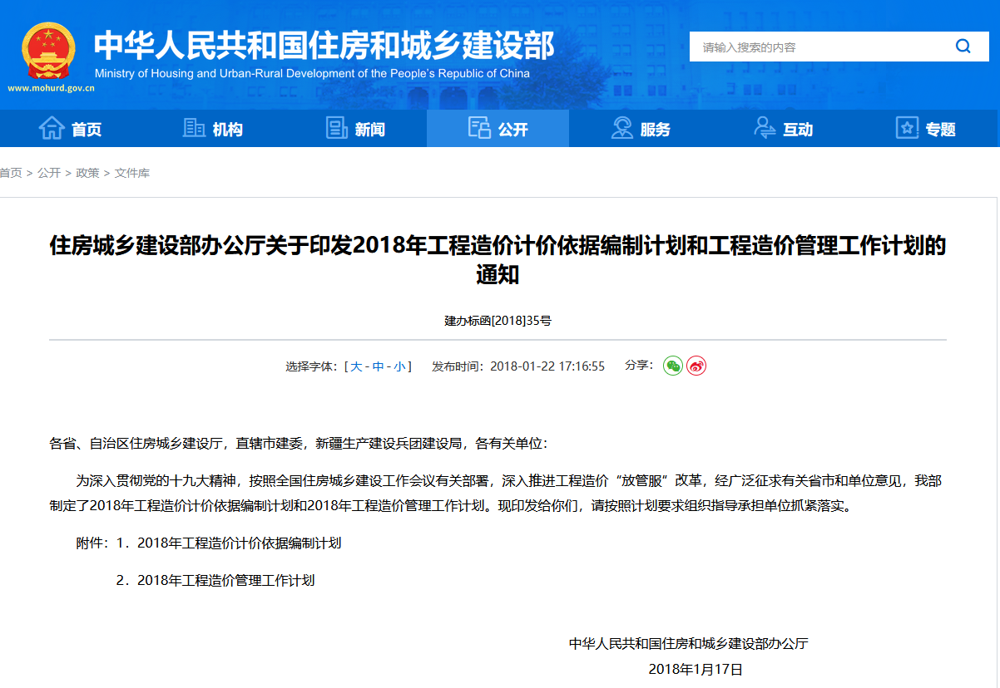 中华人民共和国住房和城乡建设部
Ministry of Housing and Urban-Rural Development of the People's Republic of China
www.mohurd.gov.cn
请输入搜索的内容
首页 机构 新闻 公开 服务 互动 专题
首页 > 公开 > 政策 > 文件库
住房城乡建设部办公厅关于印发2018年工程造价计价依据编制计划和工程造价管理工作计划的
通知
建办标函[2018]35号
选择字体：[ 大 - 中 - 小 ] 发布时间：2018-01-22 17:16:55 分享：
各省、自治区住房城乡建设厅，直辖市建委，新疆生产建设兵团建设局，各有关单位：
为深入贯彻党的十九大精神，按照全国住房城乡建设工作会议有关部署，深入推进工程造价“放管服”改革，经广泛征求有关省市和单位意见，我部
制定了2018年工程造价计价依据编制计划和2018年工程造价管理工作计划。现印发给你们，请按照计划要求组织指导承担单位抓紧落实。
附件：1．2018年工程造价计价依据编制计划
2．2018年工程造价管理工作计划
中华人民共和国住房和城乡建设部办公厅
2018年1月17日